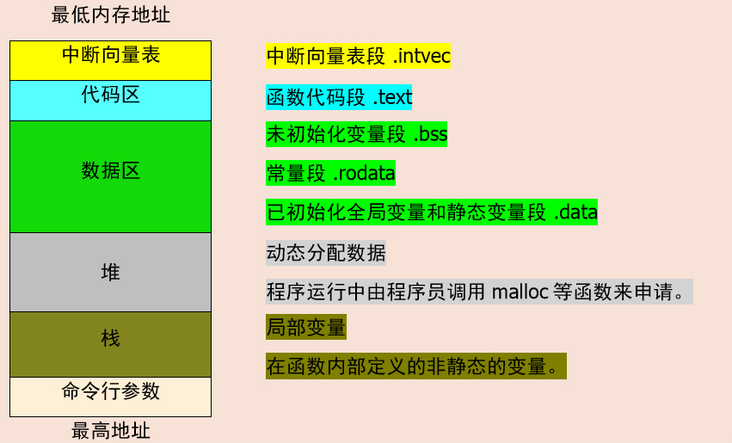 最低内存地址
中断向量表
中断向量表段 .intvec
代码区
函数代码段 .text
未初始化变量段 .bss
数据区
常量段 .rodata
已初始化全局变量和静态变量段 .data
堆
动态分配数据
程序运行中由程序员调用 malloc 等函数来申请。
栈
局部变量
在函数内部定义的非静态的变量。
命令行参数
最高地址